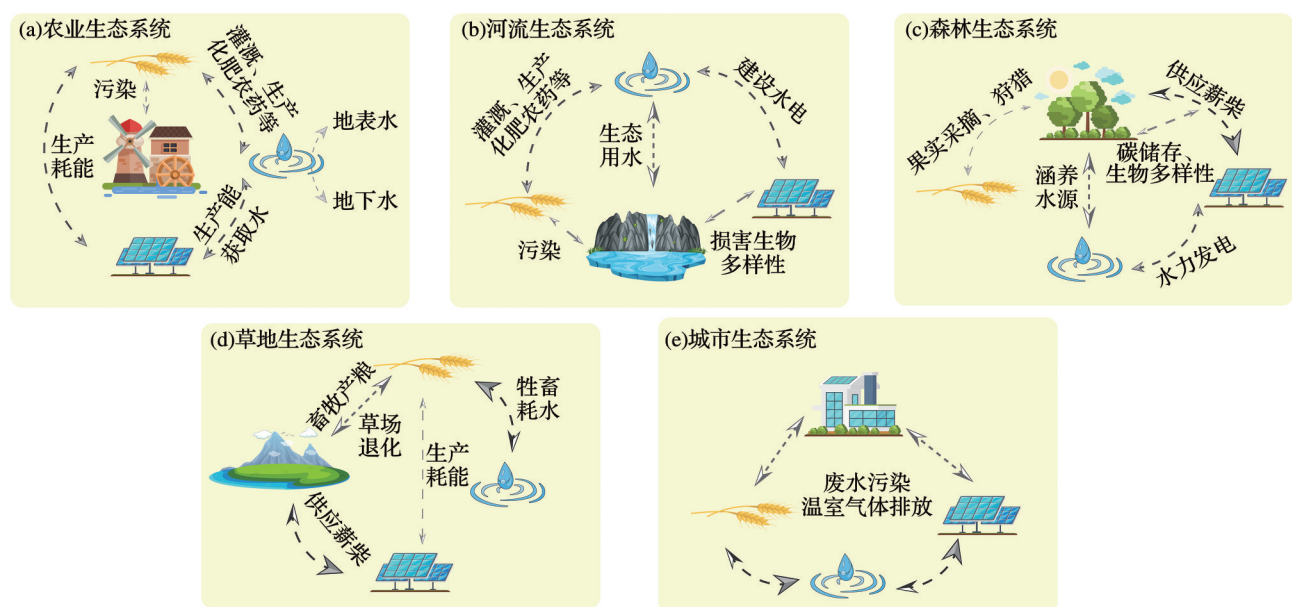 (a)农业生态系统
污染
灌溉、生产
化肥农药等
生产
耗能
地表水
地下水
生产能
获取水
(b)河流生态系统
灌溉、生产
化肥农药等
建设水电
生态
用水
污染
损害生物
多样性
(c)森林生态系统
果实采摘、狩猎
供应薪柴
涵养
水源
碳储存、
生物多样性
水力发电
(d)草地生态系统
畜牧产粮
草场
退化
牲畜
耗水
生产
耗能
供应薪柴
(e)城市生态系统
废水污染
温室气体排放